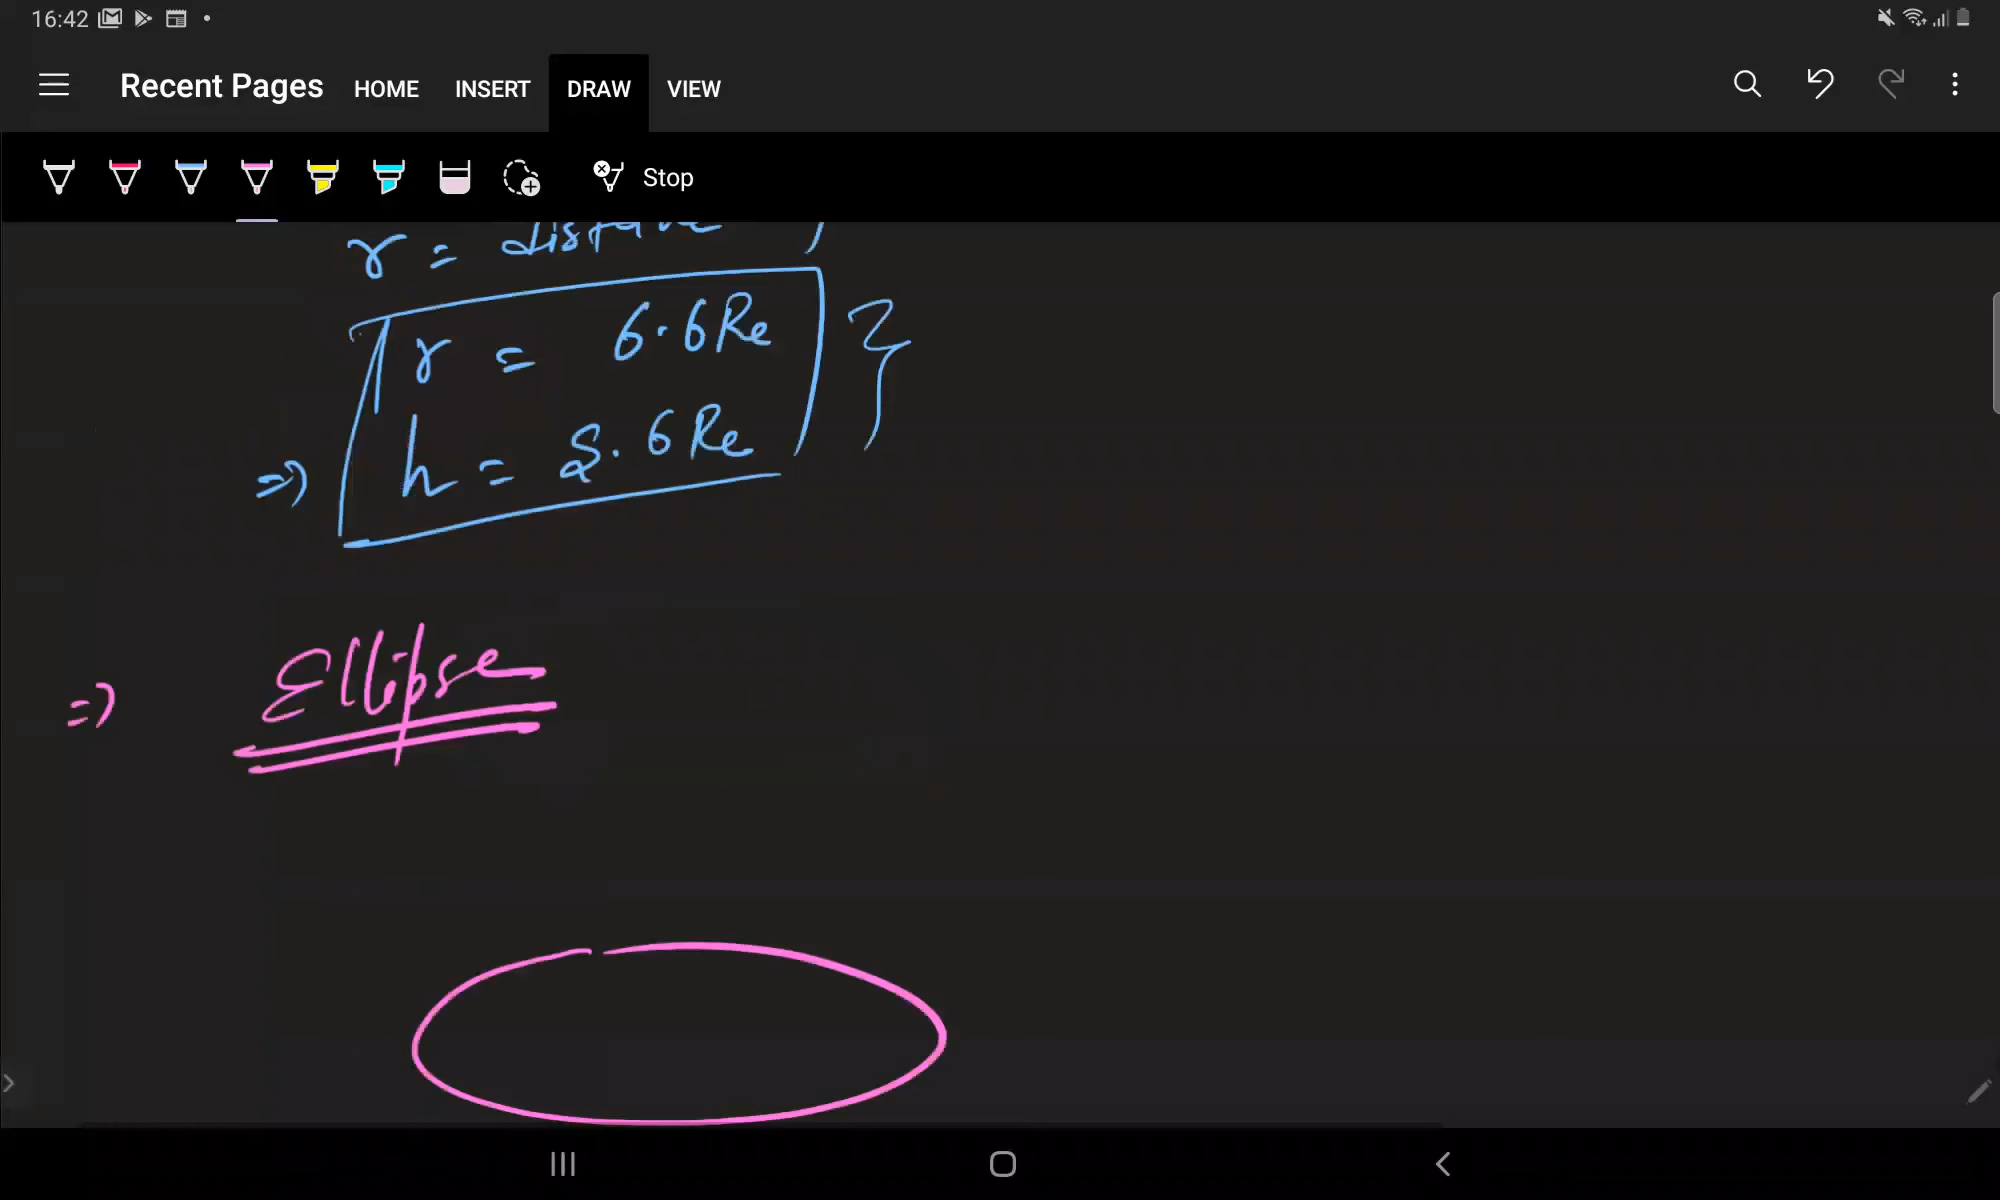 16:42
Recent Pages HOME INSERT DRAW VIEW
Stop
r = distance
r = 6.6Re
=> h = 5.6Re
=> Ellipse